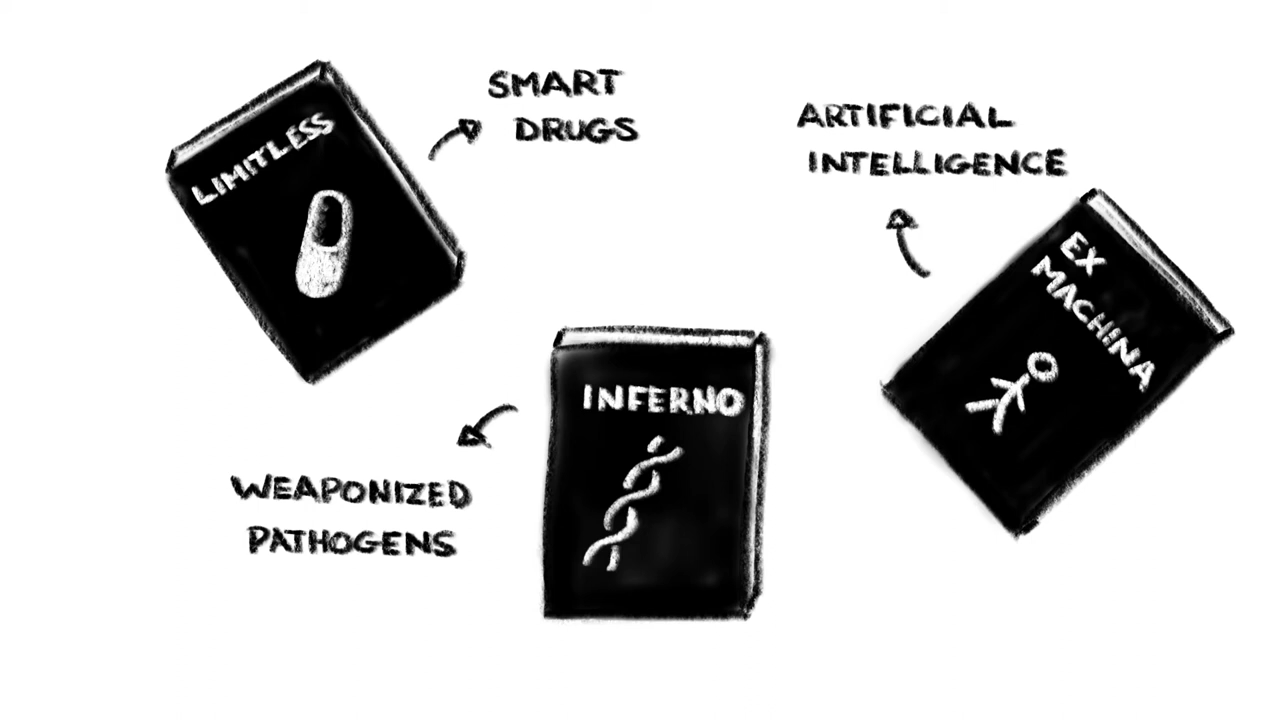 LIMITLESS
SMART
DRUGS
ARTIFICIAL
INTELLIGENCE
EX
MACHINA
INFERNO
WEAPONIZED
PATHOGENS